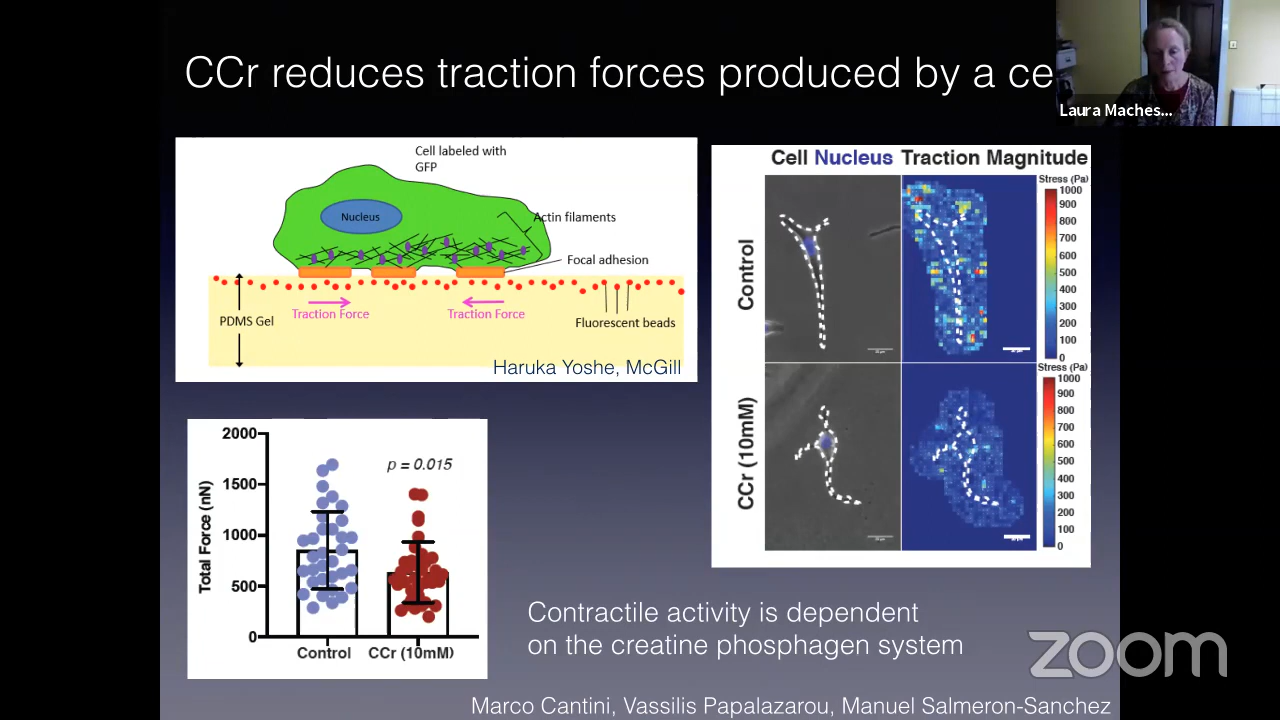 CCr reduces traction forces produced by a ce
Laura Maches...
Cell labeled with
GFP
Nucleus
Actin filaments
Focal adhesion
PDMS Gel
Traction Force
Traction Force
Fluorescent beads
Haruka Yoshe, McGill
Cell Nucleus Traction Magnitude
Stress (Pa)
1000
900
800
700
600
500
400
300
200
100
0
Control
Stress (Pa)
1000
900
800
700
600
500
400
300
200
100
0
CCr (10mM)
2000
1500
1000
500
0
Total Force (nN)
p = 0.015
Control
CCr (10mM)
Contractile activity is dependent
on the creatine phosphagen system
zoom
Marco Cantini, Vassilis Papalazarou, Manuel Salmeron-Sanchez